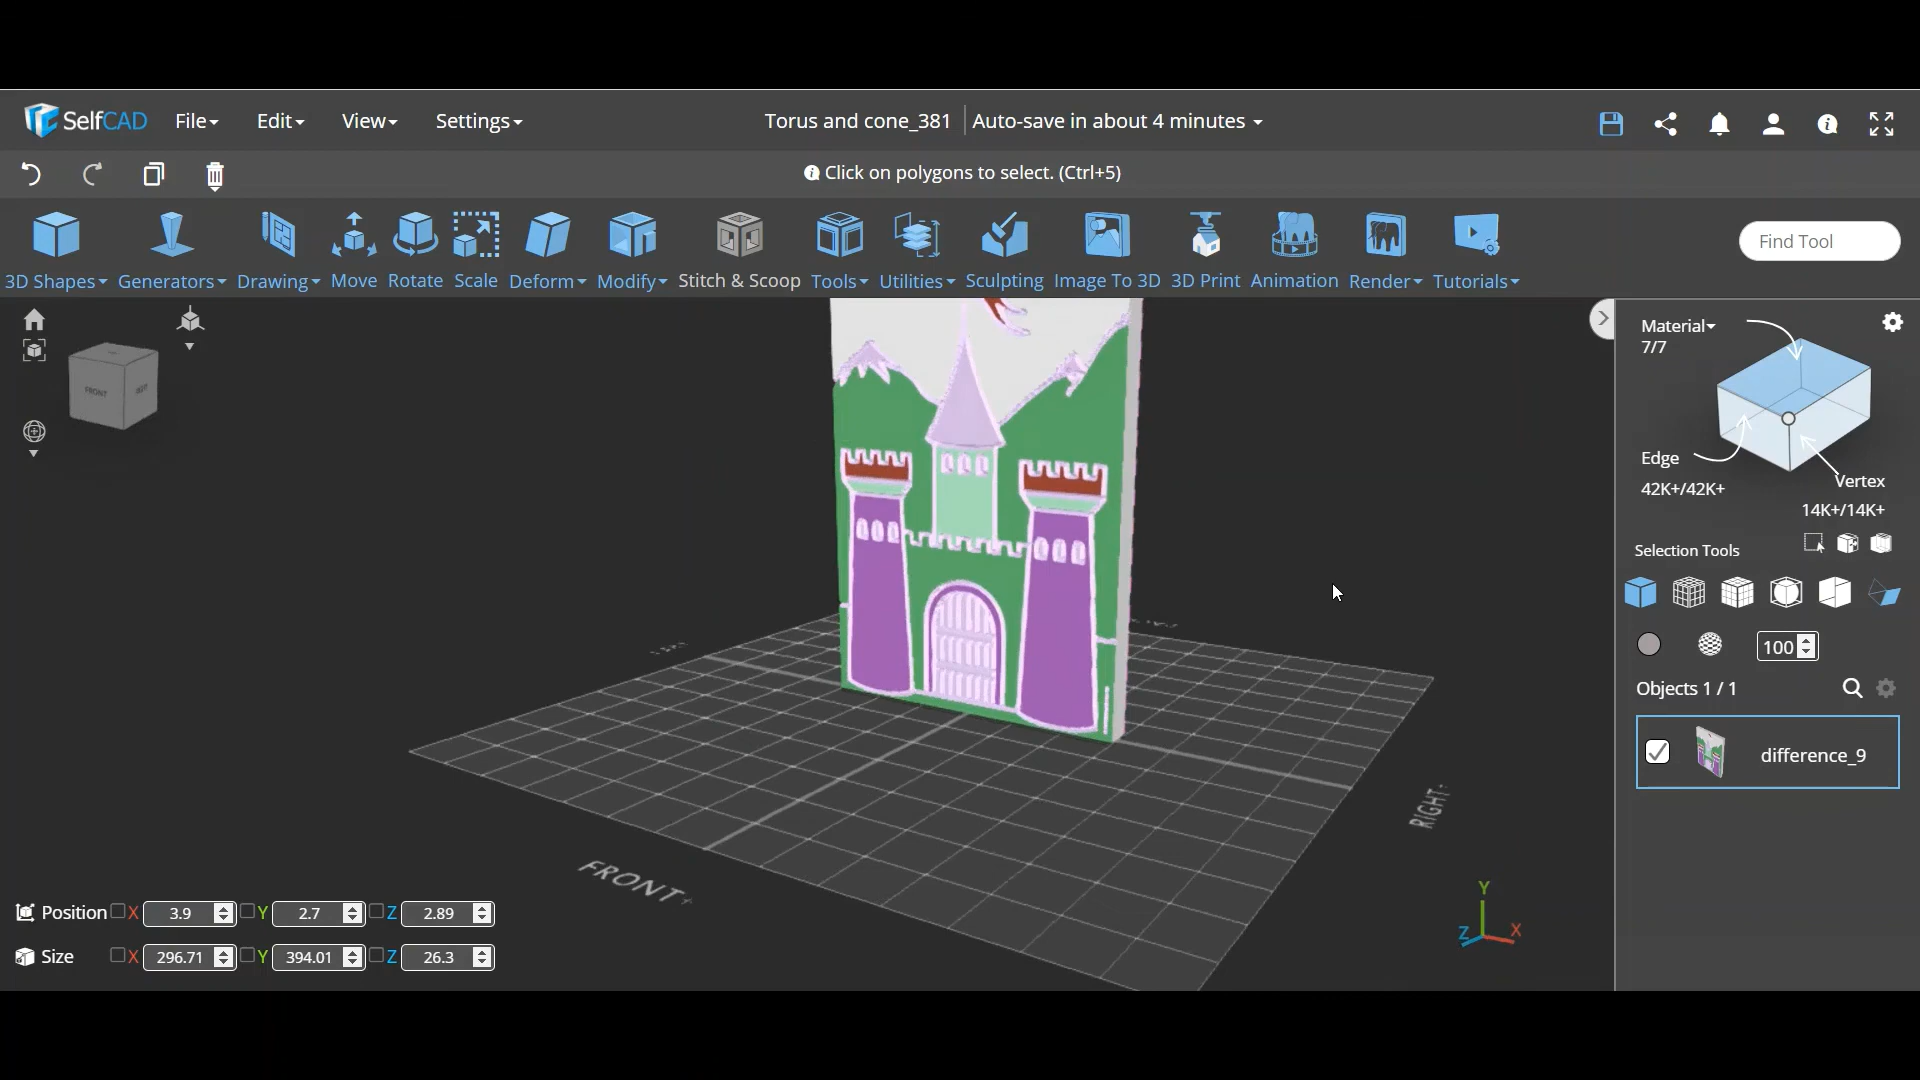 SelfCAD File Edit View Settings Torus and cone_381 Auto-save in about 4 minutes
Click on polygons to select. (Ctrl+5)
3D Shapes Generators Drawing Move Rotate Scale Deform Modify Stitch & Scoop Tools Utilities Sculpting Image To 3D 3D Print Animation Render Tutorials Find Tool
Material
7/7
FRONT
Edge
42K+/42K+
Vertex
14K+/14K+
Selection Tools
100
Objects 1 / 1
difference_9
RIGHT
FRONT+
Y
X
Z
Position X 3.9 Y 2.7 Z 2.89
Size X 296.71 Y 394.01 Z 26.3